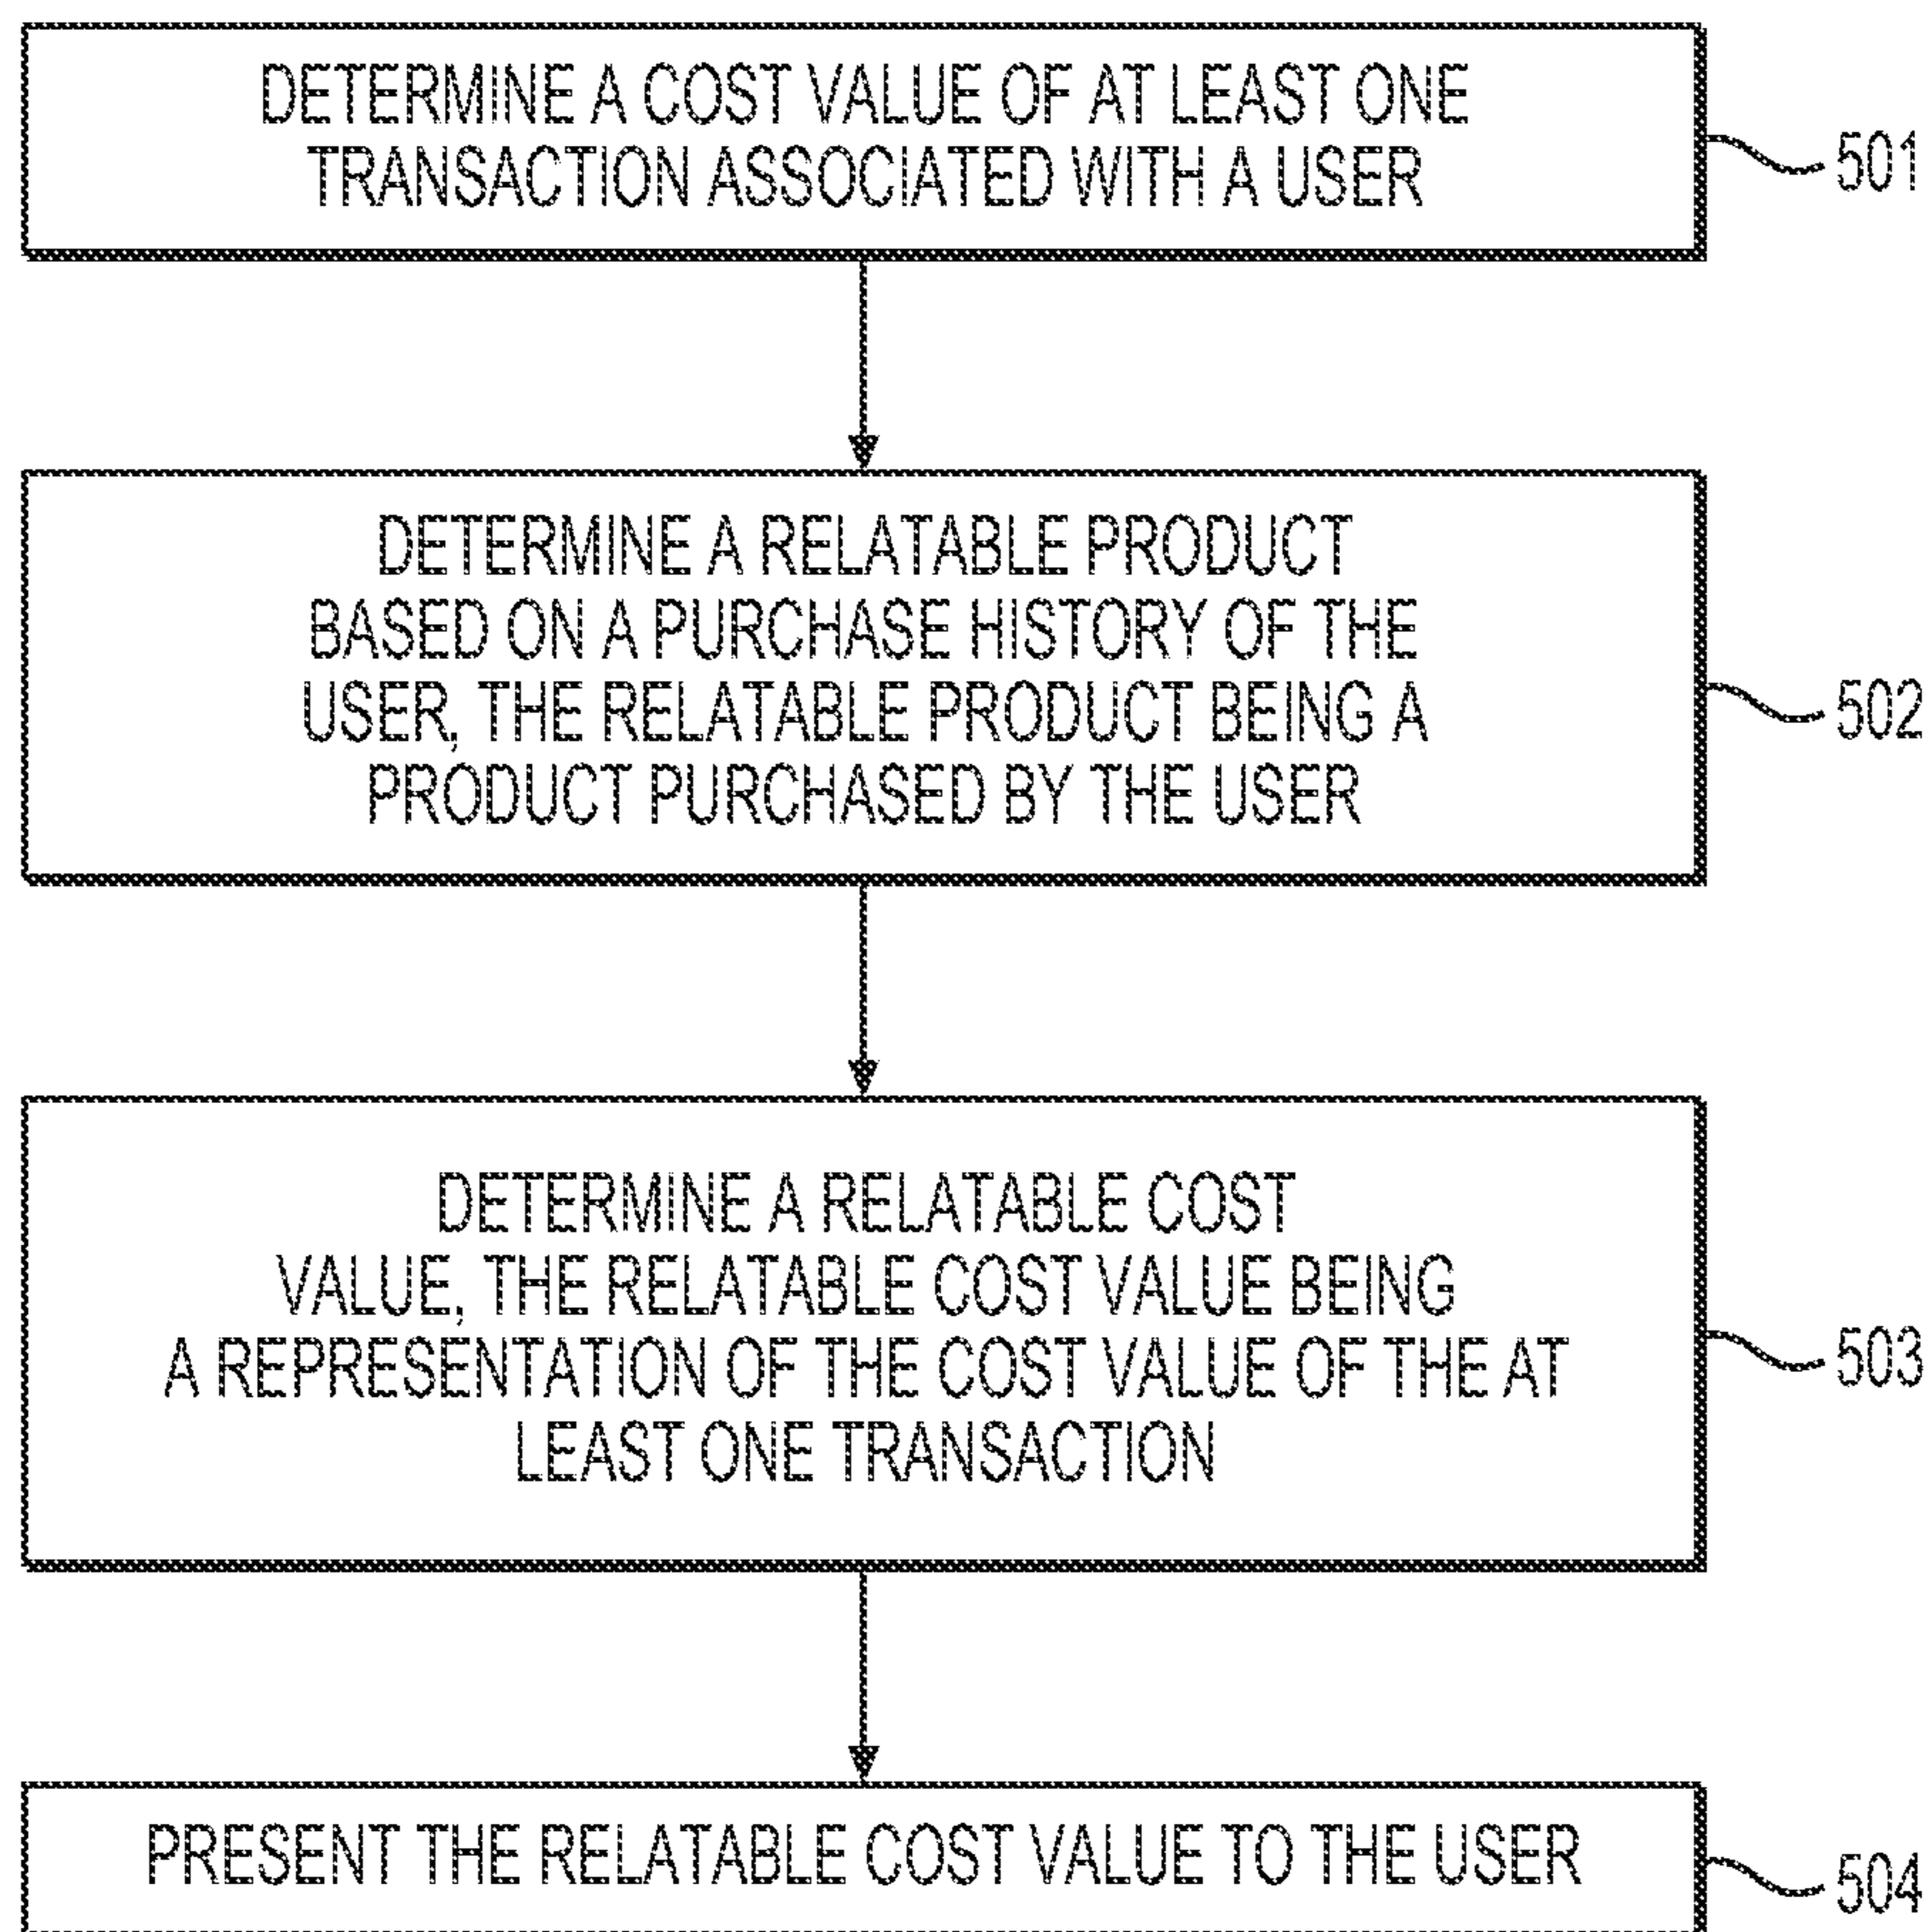 DETERMINE A COST VALUE OF AT LEAST ONE
TRANSACTION ASSOCIATED WITH A USER
501
DETERMINE A RELATABLE PRODUCT
BASED ON A PURCHASE HISTORY OF THE
USER, THE RELATABLE PRODUCT BEING A
PRODUCT PURCHASED BY THE USER
502
DETERMINE A RELATABLE COST
VALUE, THE RELATABLE COST VALUE BEING
A REPRESENTATION OF THE COST VALUE OF THE AT
LEAST ONE TRANSACTION
503
PRESENT THE RELATABLE COST VALUE TO THE USER
504